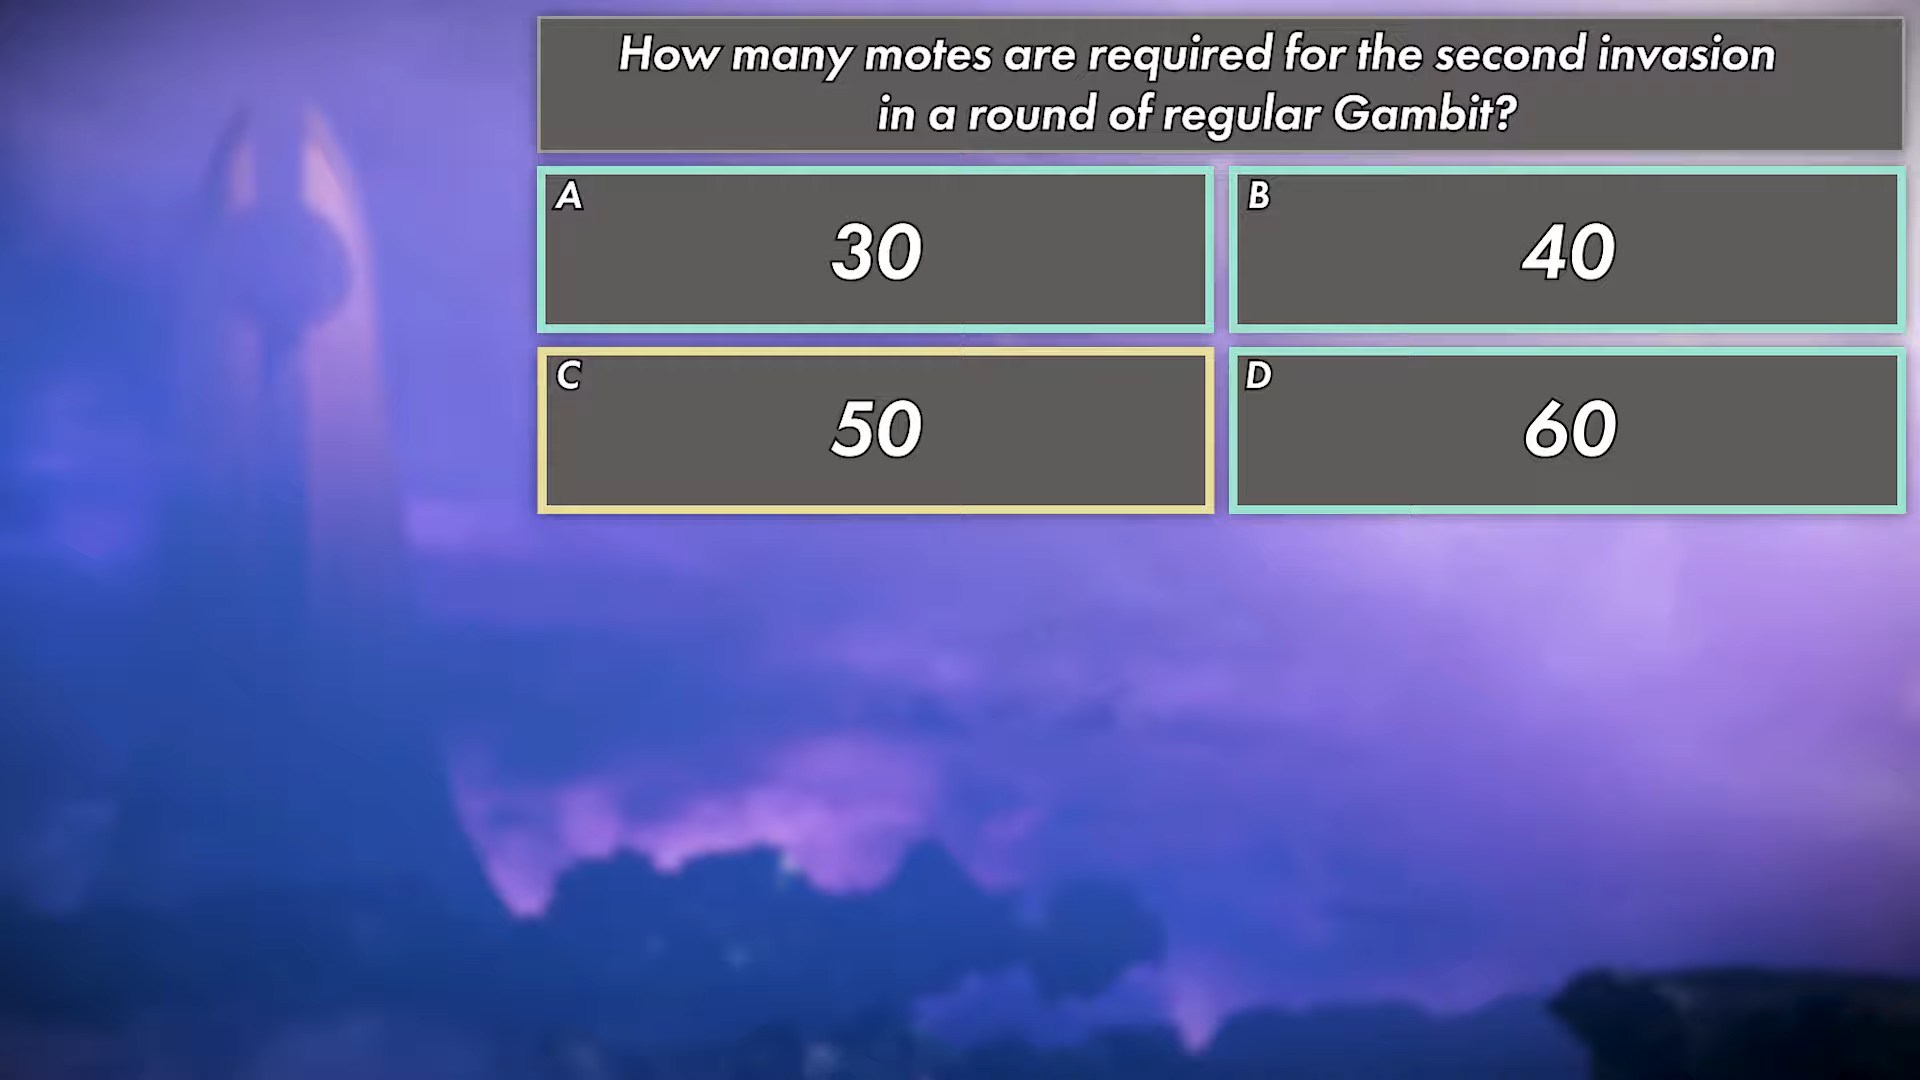 How many motes are required for the second invasion
in a round of regular Gambit?
A
30
B
40
C
50
D
60